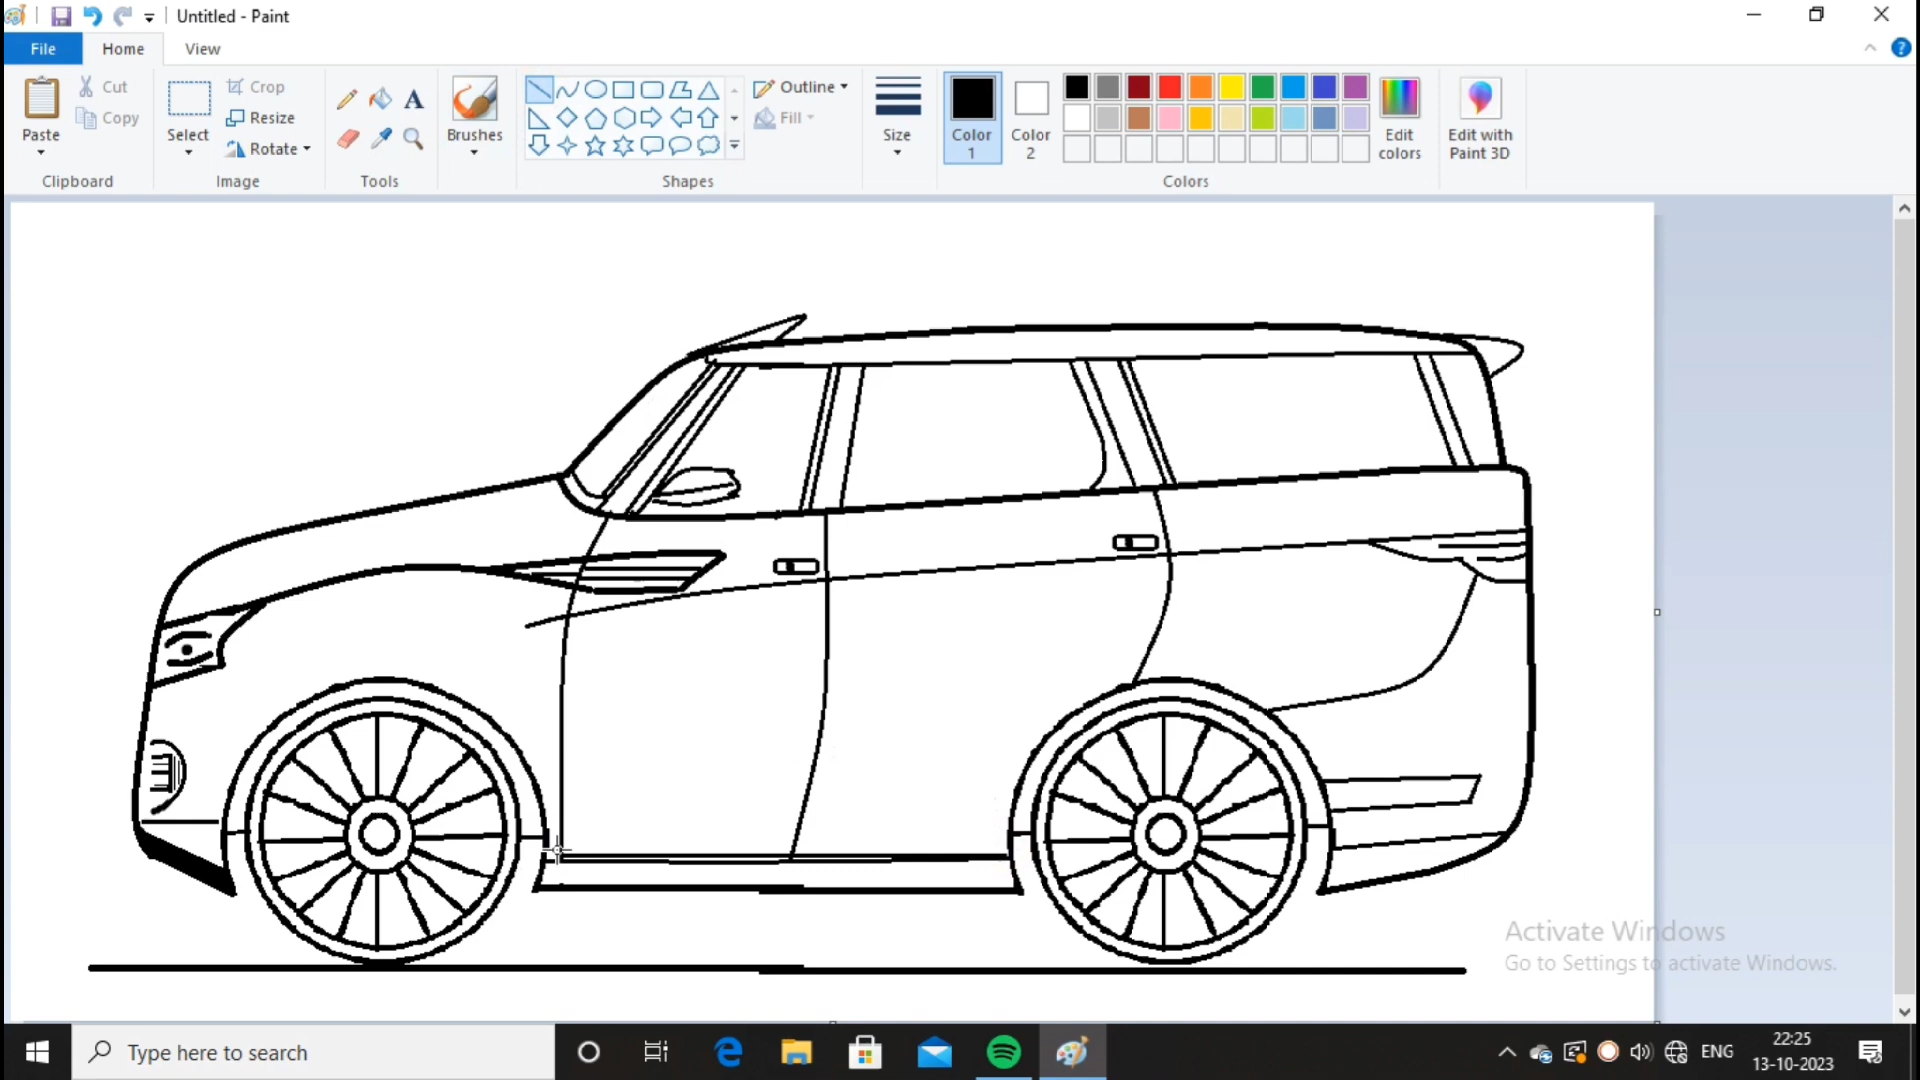 Untitled - Paint
File Home View
Paste Cut Copy Select Crop Resize Rotate Brushes Outline Fill Size Color 1 Color 2 Edit colors Edit with Paint 3D
Clipboard Image Tools Shapes Colors
Activate Windows
Go to Settings to activate Windows.
Type here to search ENG 22:25
13-10-2023